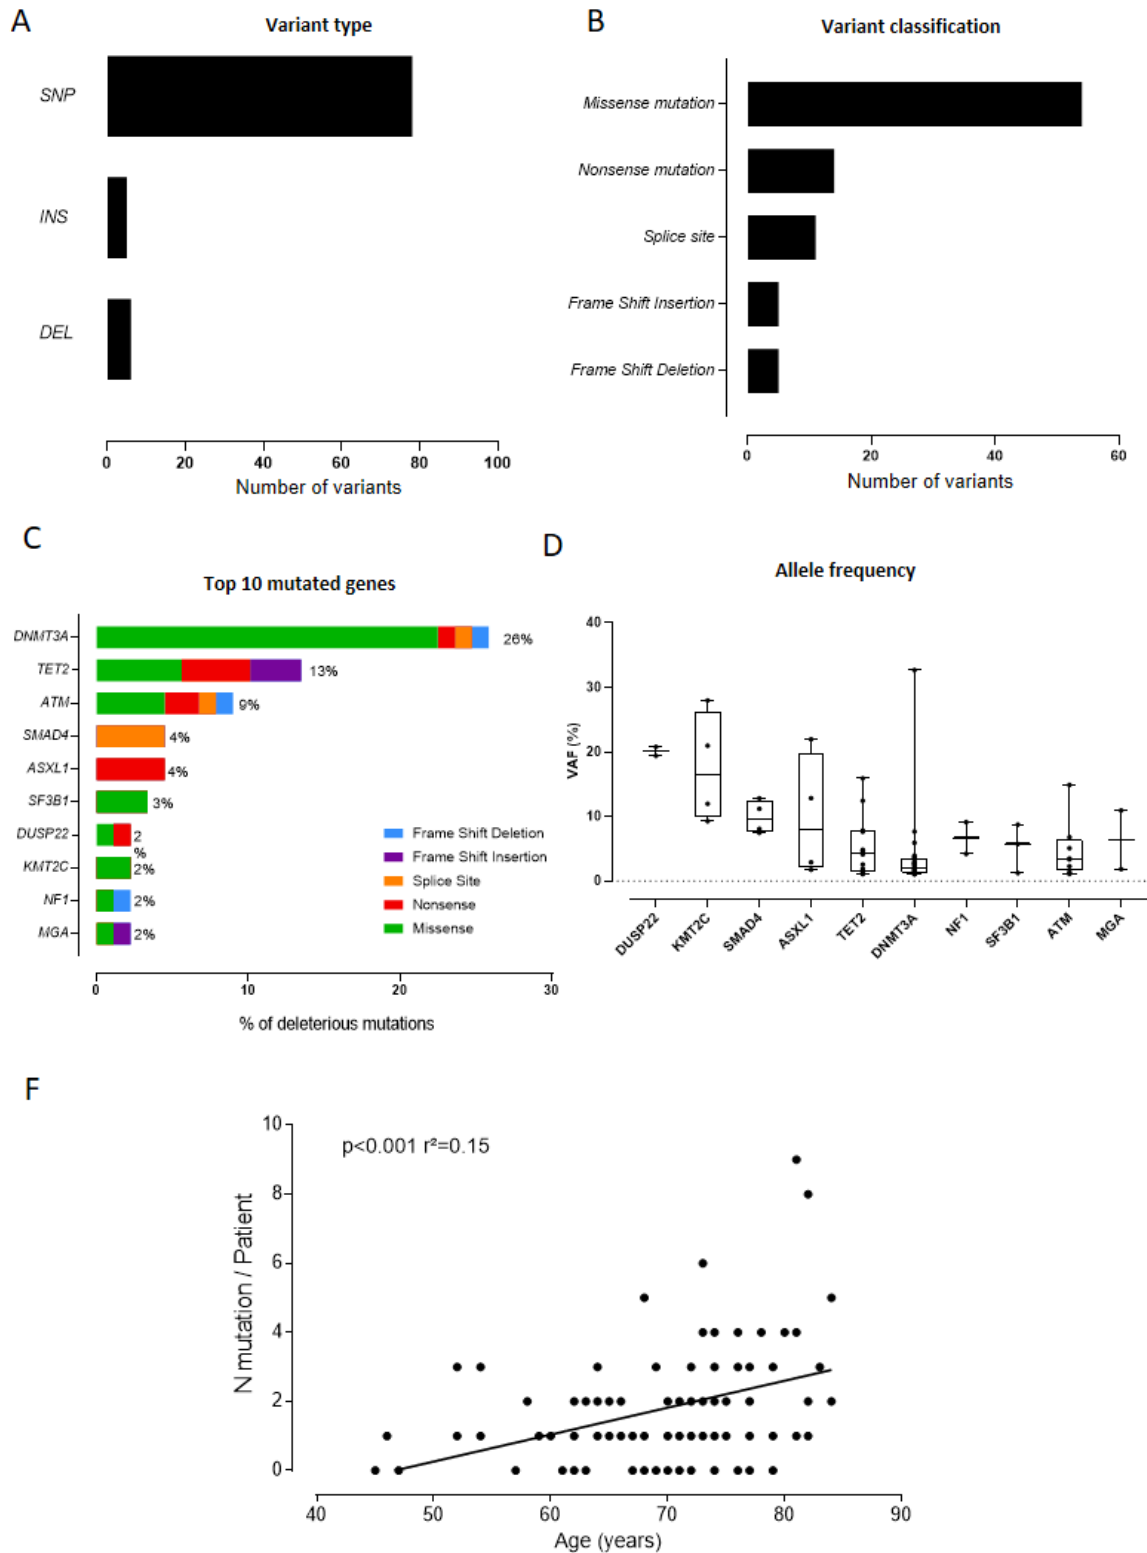 A
Variant type
SNP
INS
DEL
0 20 40 60 80 100
Number of variants
B
Variant classification
Missense mutation
Nonsense mutation
Splice site
Frame Shift Insertion
Frame Shift Deletion
0 20 40 60
Number of variants
C
Top 10 mutated genes
DNMT3A 26%
TET2 13%
ATM 9%
SMAD4 4%
ASXL1 4%
SF3B1 3%
DUSP22 2
%
KMT2C 2%
NF1 2%
MGA 2%
Frame Shift Deletion
Frame Shift Insertion
Splice Site
Nonsense
Missense
0 10 20 30
% of deleterious mutations
D
Allele frequency
VAF (%)
40
30
20
10
0
DUSP22 KMT2C SMAD4 ASXL1 TET2 DNMT3A NF1 SF3B1 ATM MGA
F
p<0.001 r²=0.15
N mutation / Patient
10
8
6
4
2
0
40 50 60 70 80 90
Age (years)